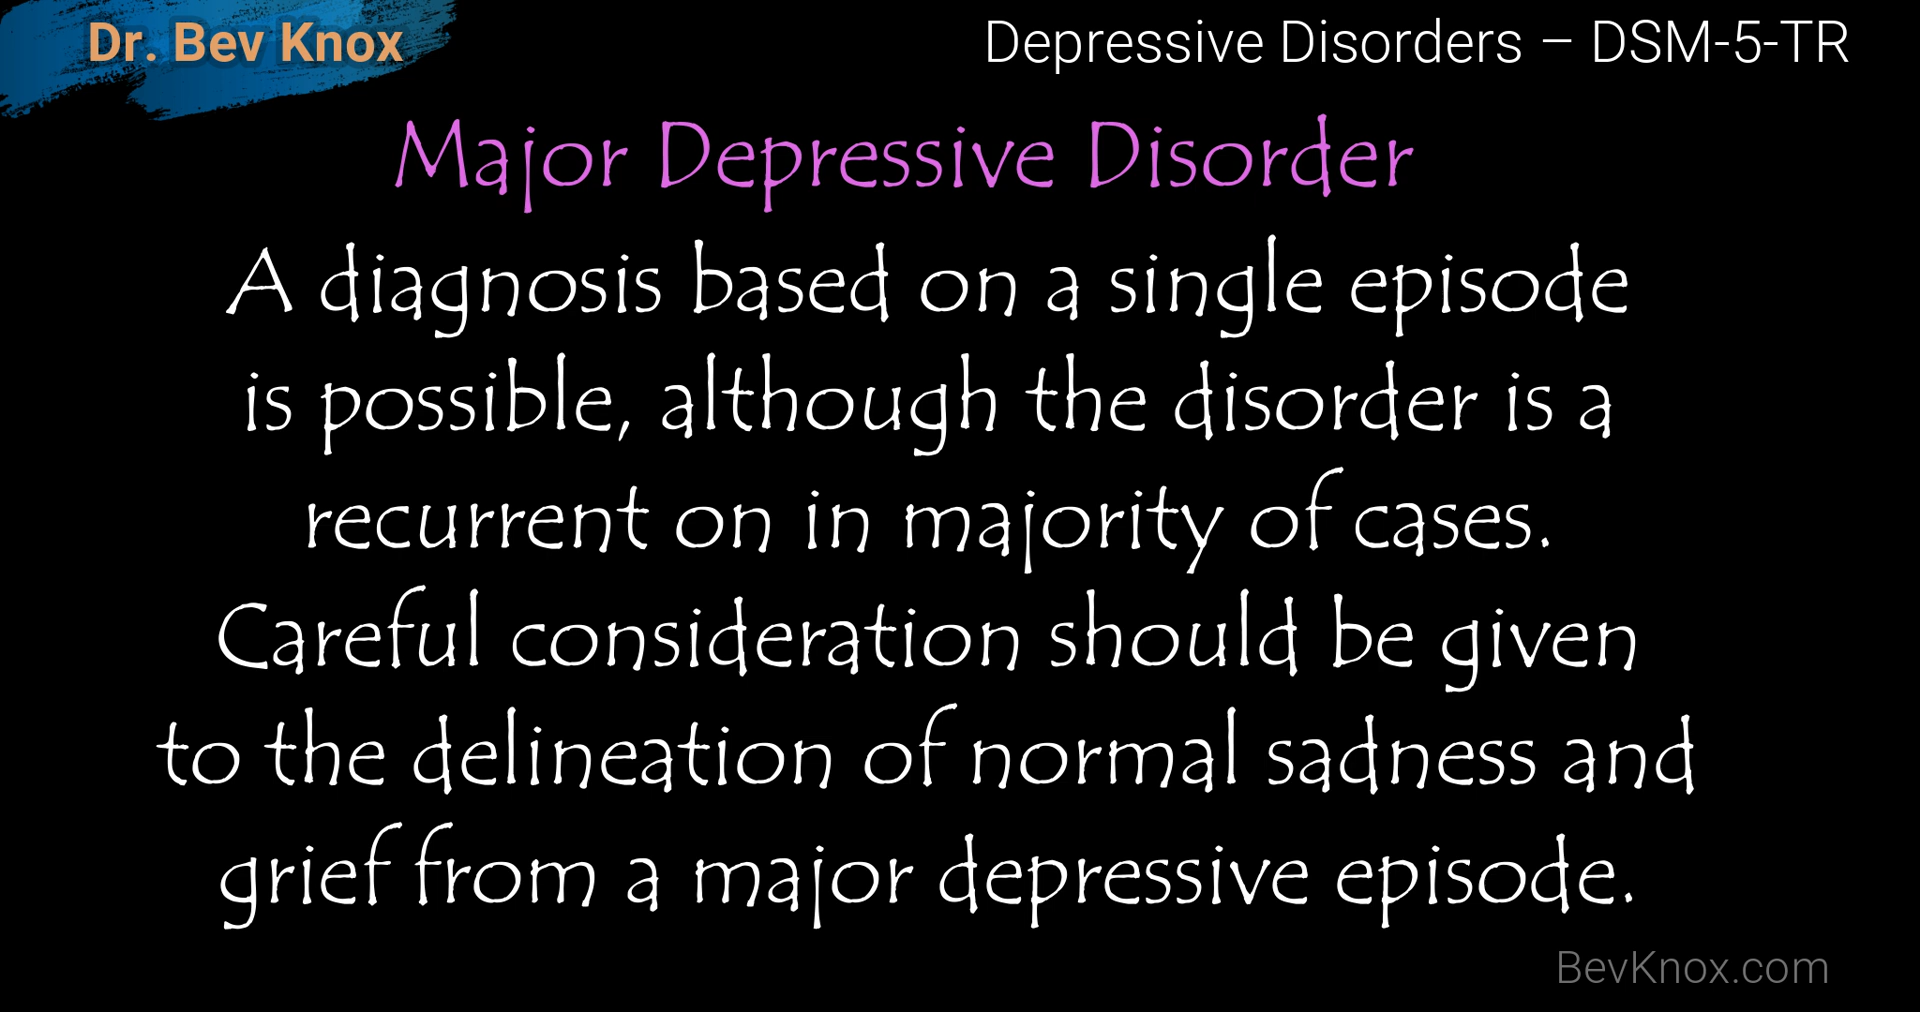 Dr. Bev Knox
Depressive Disorders – DSM-5-TR
Major Depressive Disorder
A diagnosis based on a single episode
is possible, although the disorder is a
recurrent on in majority of cases.
Careful consideration should be given
to the delineation of normal sadness and
grief from a major depressive episode.
BevKnox.com